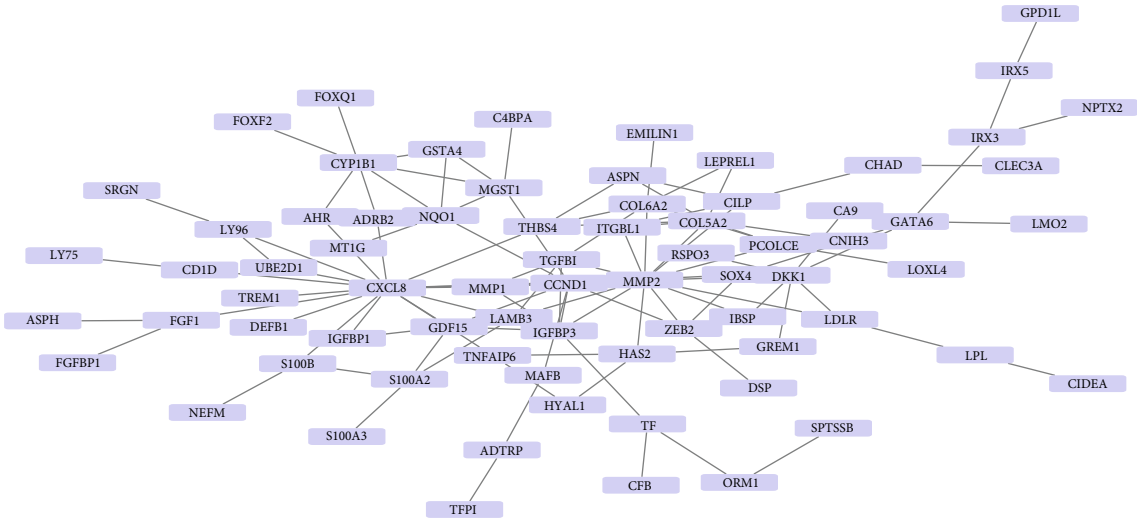 GPD1L
IRX5
FOXQ1
NPTX2
C4BPA
FOXF2
EMILIN1
IRX3
GSTA4
LEPREL1
CYP1B1
CHAD
CLEC3A
ASPN
SRGN
MGST1
CILP
COL6A2
CA9
AHR
ADRB2
NQO1
THBS4
ITGBL1
COL5A2
GATA6
LMO2
LY96
CNIH3
PCOLCE
LY75
MT1G
RSPO3
CD1D
UBE2D1
TGFBI
LOXL4
SOX4
DKK1
CXCL8
MMP1
CCND1
MMP2
TREM1
ASPH
FGF1
DEFB1
GDF15
LAMB3
IBSP
LDLR
IGFBP1
IGFBP3
ZEB2
GREM1
TNFAIP6
HAS2
LPL
FGFBP1
S100B
S100A2
MAFB
CIDEA
DSP
NEFM
HYAL1
TF
SPTSSB
S100A3
ADTRP
CFB
ORM1
TFPI